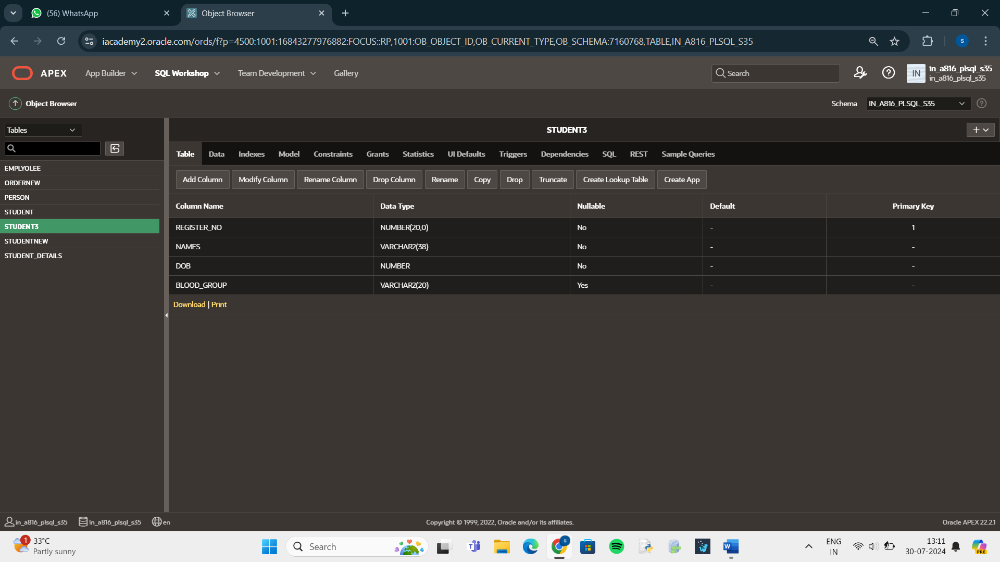 (56) WhatsApp
Object Browser
iacademy2.oracle.com/ords/f?p=4500:1001:16843277976882:FOCUS::RP,1001:OB_OBJECT_ID,OB_CURRENT_TYPE,OB_SCHEMA:7160768,TABLE,IN_A816_PLSQL_S35
S
APEX App Builder SQL Workshop Team Development Gallery
Search
IN
in_a816_plsql_s35
in_a816_plsql_s35
Object Browser
Schema IN_A816_PLSQL_S35
Tables
EMPLYOLEE
ORDERNEW
PERSON
STUDENT
STUDENT3
STUDENTNEW
STUDENT_DETAILS
STUDENT3
Table Data Indexes Model Constraints Grants Statistics UI Defaults Triggers Dependencies SQL REST Sample Queries
Add Column Modify Column Rename Column Drop Column Rename Copy Drop Truncate Create Lookup Table Create App
Column Name Data Type Nullable Default Primary Key
REGISTER_NO NUMBER(20,0) No - 1
NAMES VARCHAR2(38) No - -
DOB NUMBER No - -
BLOOD_GROUP VARCHAR2(20) Yes - -
Download | Print
in_a816_plsql_s35 in_a816_plsql_s35 en
Copyright © 1999, 2022, Oracle and/or its affiliates.
Oracle APEX 22.2.1
1
33°C
Partly sunny
Search
S
W
ENG
IN
13:11
30-07-2024
PRE